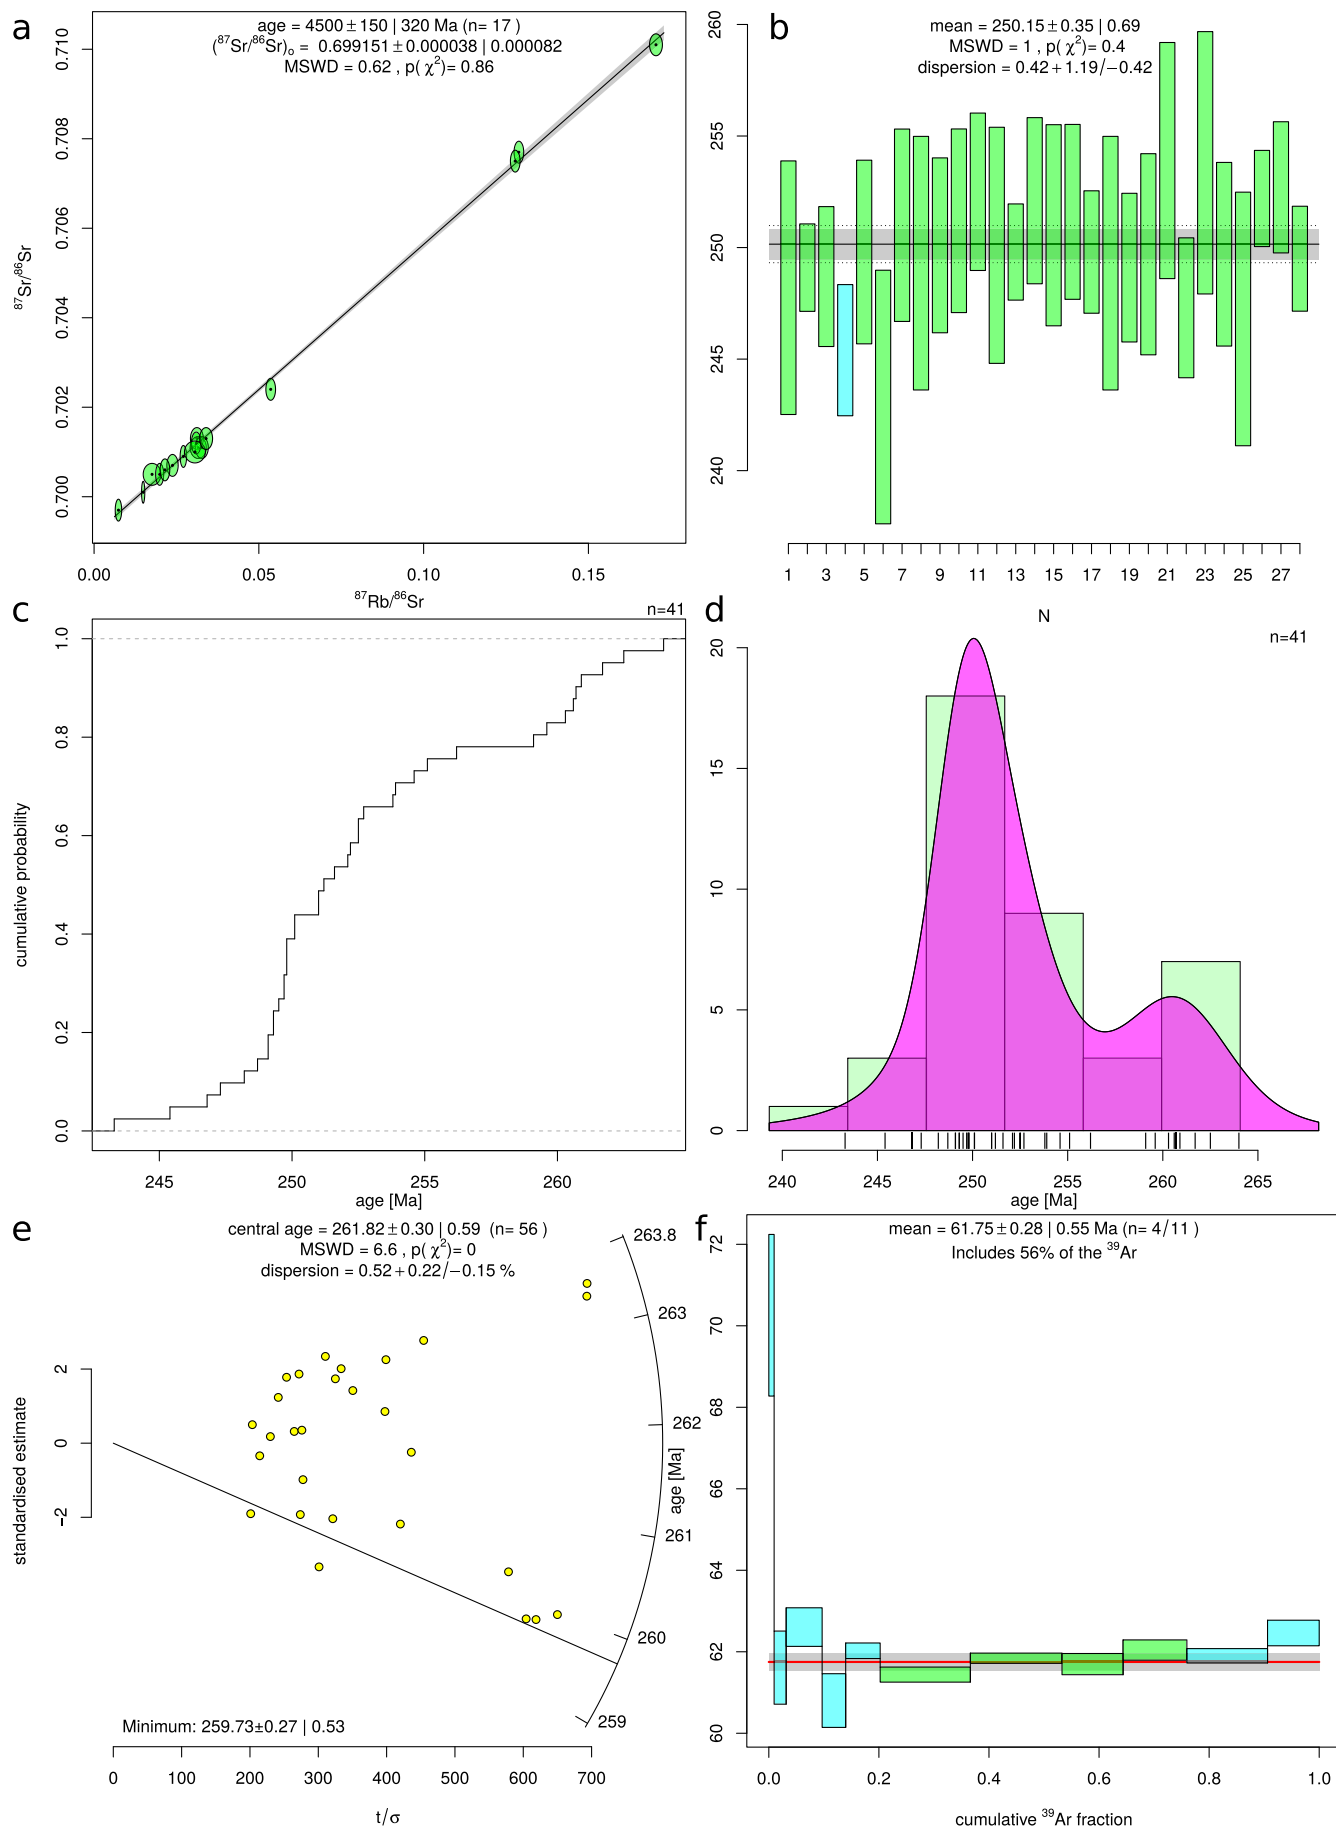 a
age = 4500 ± 150 | 320 Ma (n= 17 )
(⁸⁷Sr/⁸⁶Sr)ₒ = 0.699151 ± 0.000038 | 0.000082
MSWD = 0.62 , p( χ²)= 0.86
⁸⁷Sr/⁸⁶Sr
0.710
0.708
0.706
0.704
0.702
0.700
0.00 0.05 0.10 0.15
⁸⁷Rb/⁸⁶Sr
b
mean = 250.15 ± 0.35 | 0.69
MSWD = 1 , p( χ²)= 0.4
dispersion = 0.42 + 1.19/−0.42
260
255
250
245
240
1 3 5 7 9 11 13 15 17 19 21 23 25 27
N
c
n=41
cumulative probability
1.0
0.8
0.6
0.4
0.2
0.0
245 250 255 260
age [Ma]
d
n=41
20
15
10
5
0
240 245 250 255 260 265
age [Ma]
e
central age = 261.82 ± 0.30 | 0.59 (n= 56 )
MSWD = 6.6 , p( χ²)= 0
dispersion = 0.52 + 0.22/−0.15 %
standardised estimate
2
0
−2
263.8
263
262
261
260
259
age [Ma]
Minimum: 259.73±0.27 | 0.53
0 100 200 300 400 500 600 700
t/σ
f
mean = 61.75 ± 0.28 | 0.55 Ma (n= 4/11 )
Includes 56% of the ³⁹Ar
72
70
68
66
64
62
60
0.0 0.2 0.4 0.6 0.8 1.0
cumulative ³⁹Ar fraction